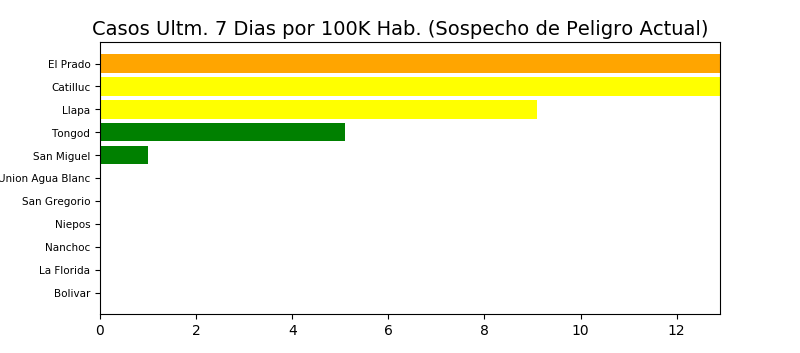 Casos Ultm. 7 Dias por 100K Hab. (Sospecho de Peligro Actual)
El Prado
Catilluc
Llapa
Tongod
San Miguel
Union Agua Blanc
San Gregorio
Niepos
Nanchoc
La Florida
Bolivar
0 2 4 6 8 10 12